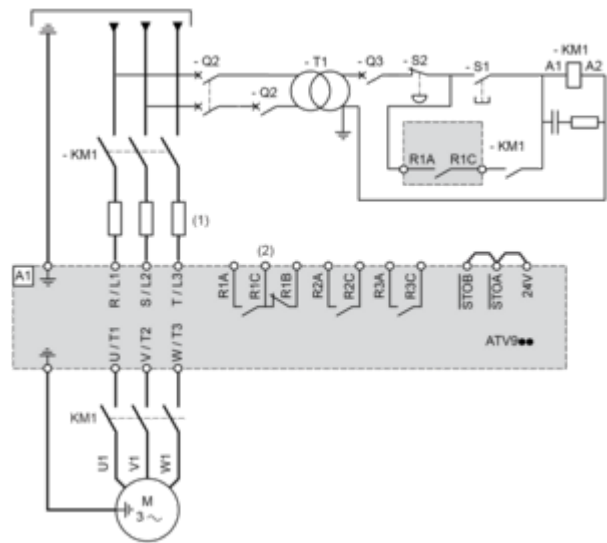 - Q2
- T1
- Q3
- S2
- S1
- KM1
A1
A2
- Q2
- KM1
R1A
R1C
- KM1
(1)
(2)
A1
R / L1
S / L2
T / L3
R1A
R1C
R1B
R2A
R2C
R3A
R3C
STOB
STOA
24V
U / T1
V / T2
W / T3
ATV9●●
KM1
U1
V1
W1
M
3 ~